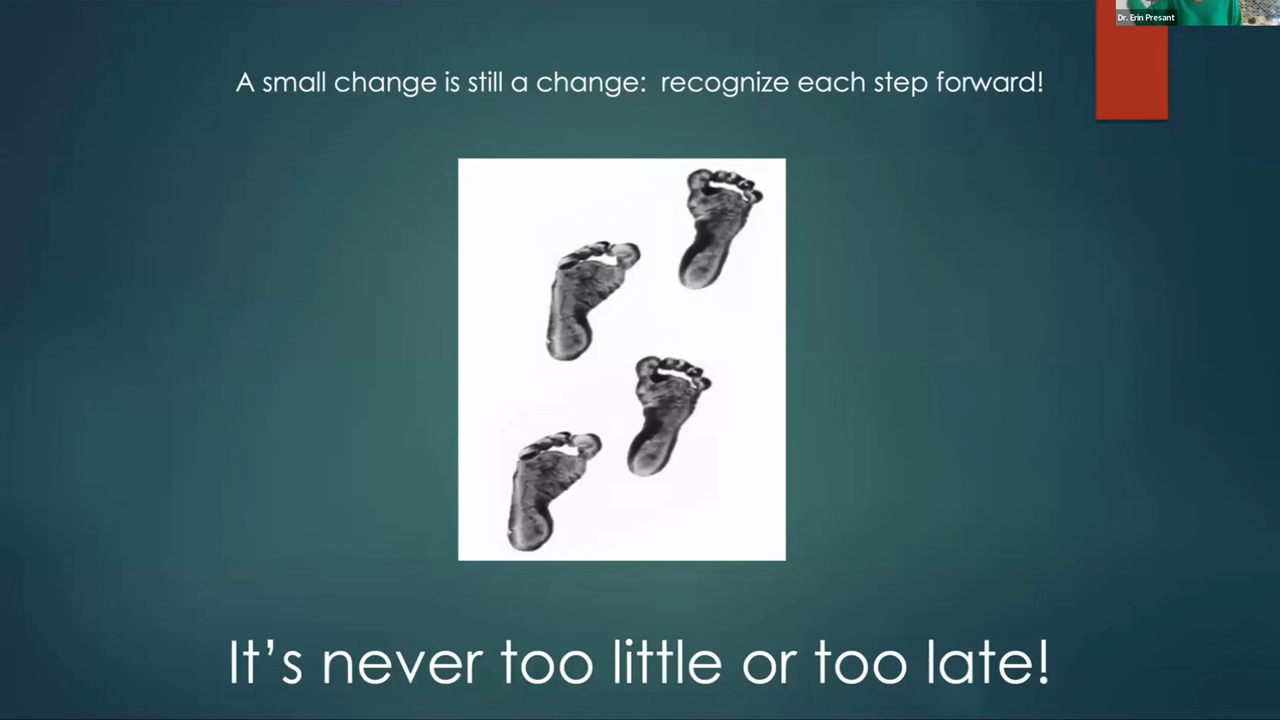 Dr. Erin Presant
A small change is still a change:  recognize each step forward!
It's never too little or too late!